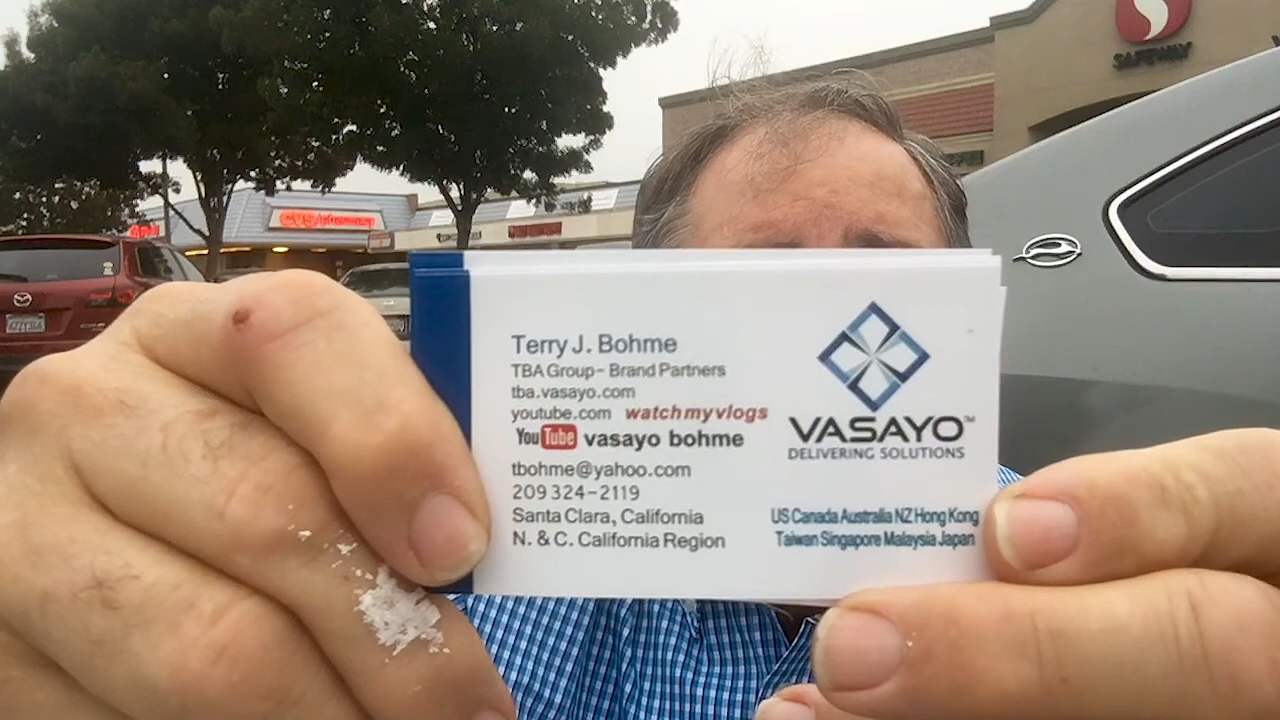 SAFEWAY
CVS/pharmacy
Terry J. Bohme
TBA Group - Brand Partners
tba.vasayo.com
youtube.com watchmyvlogs
YouTube vasayo bohme
tbohme@yahoo.com
209 324-2119
Santa Clara, California
N. & C. California Region
VASAYO™
DELIVERING SOLUTIONS
US Canada Australia NZ Hong Kong
Taiwan Singapore Malaysia Japan